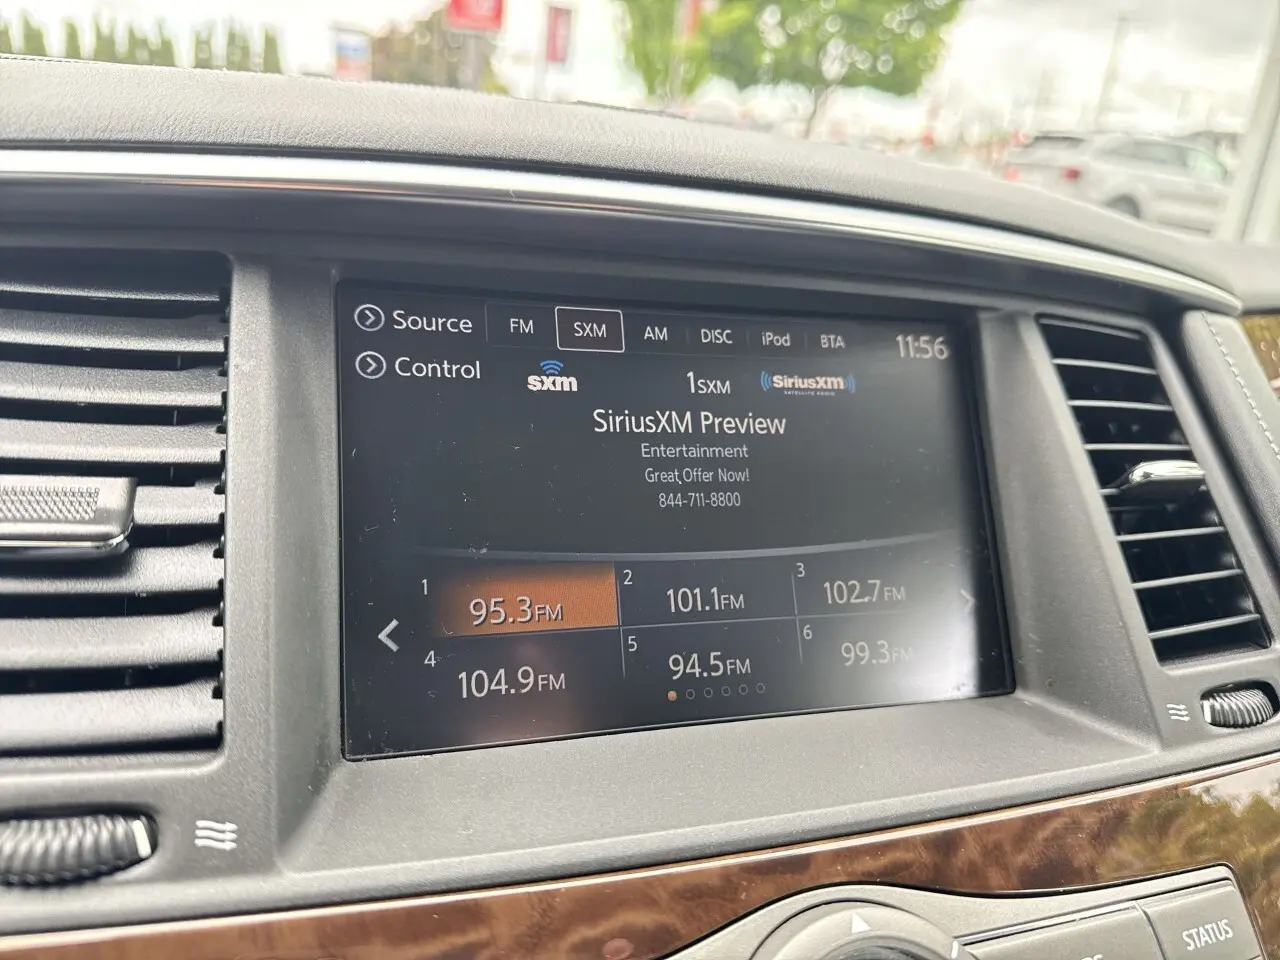 Source FM SXM AM DISC iPod BTA 11:56
Control sxm 1SXM SiriusXM
SATELLITE RADIO
SiriusXM Preview
Entertainment
Great Offer Now!
844-711-8800
1 95.3FM 2 101.1FM 3 102.7FM
4 104.9FM 5 94.5FM 6 99.3FM
STATUS